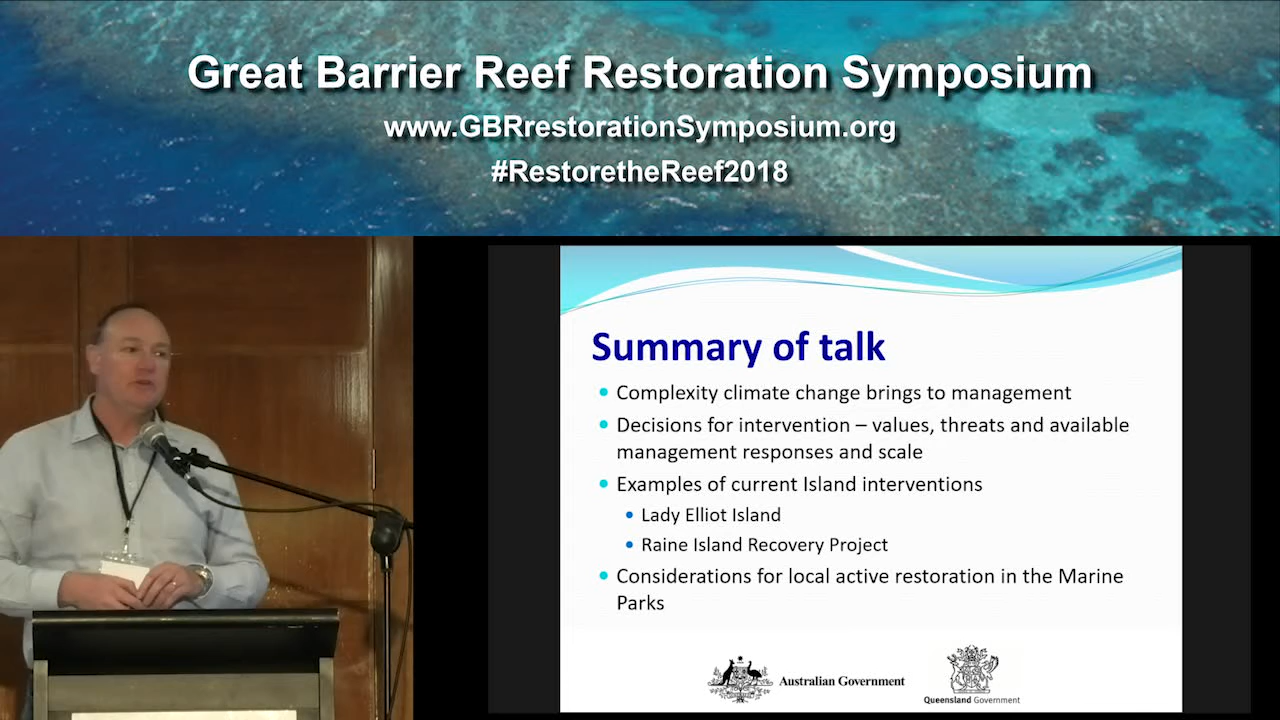 Great Barrier Reef Restoration Symposium
www.GBRrestorationSymposium.org
#RestoretheReef2018
Summary of talk
• Complexity climate change brings to management
• Decisions for intervention – values, threats and available
management responses and scale
• Examples of current Island interventions
• Lady Elliot Island
• Raine Island Recovery Project
• Considerations for local active restoration in the Marine
Parks
Australian Government
Queensland Government